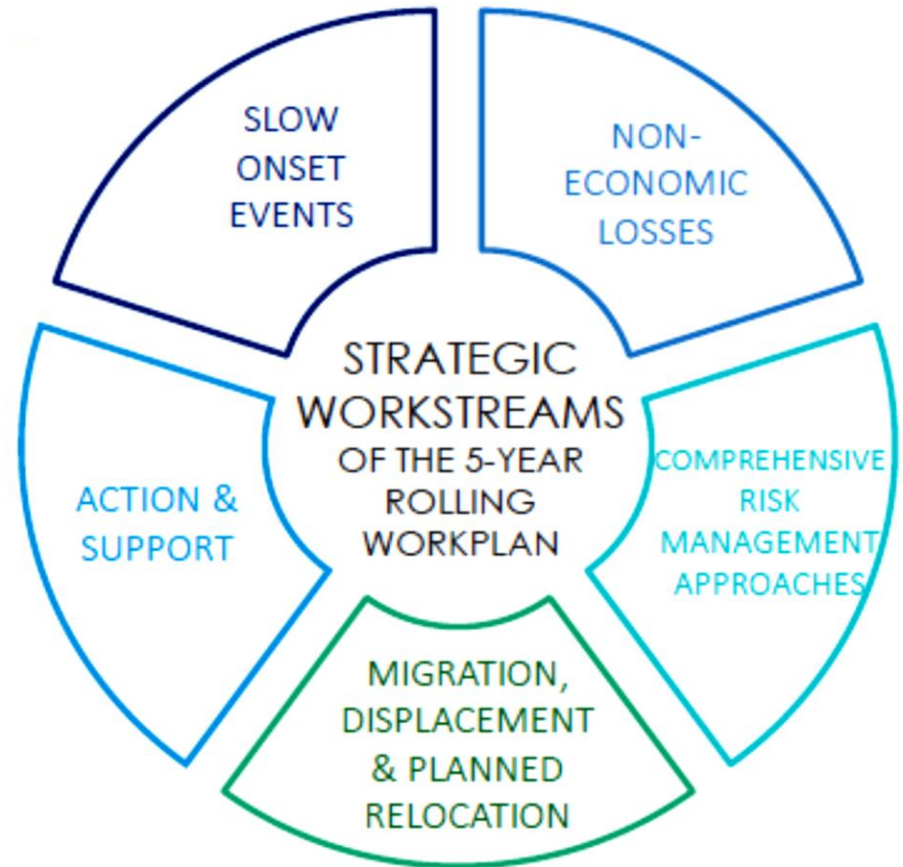 SLOW
ONSET
EVENTS
NON-
ECONOMIC
LOSSES
STRATEGIC
WORKSTREAMS
OF THE 5-YEAR
ROLLING
WORKPLAN
COMPREHENSIVE
RISK
MANAGEMENT
APPROACHES
ACTION &
SUPPORT
MIGRATION,
DISPLACEMENT
& PLANNED
RELOCATION